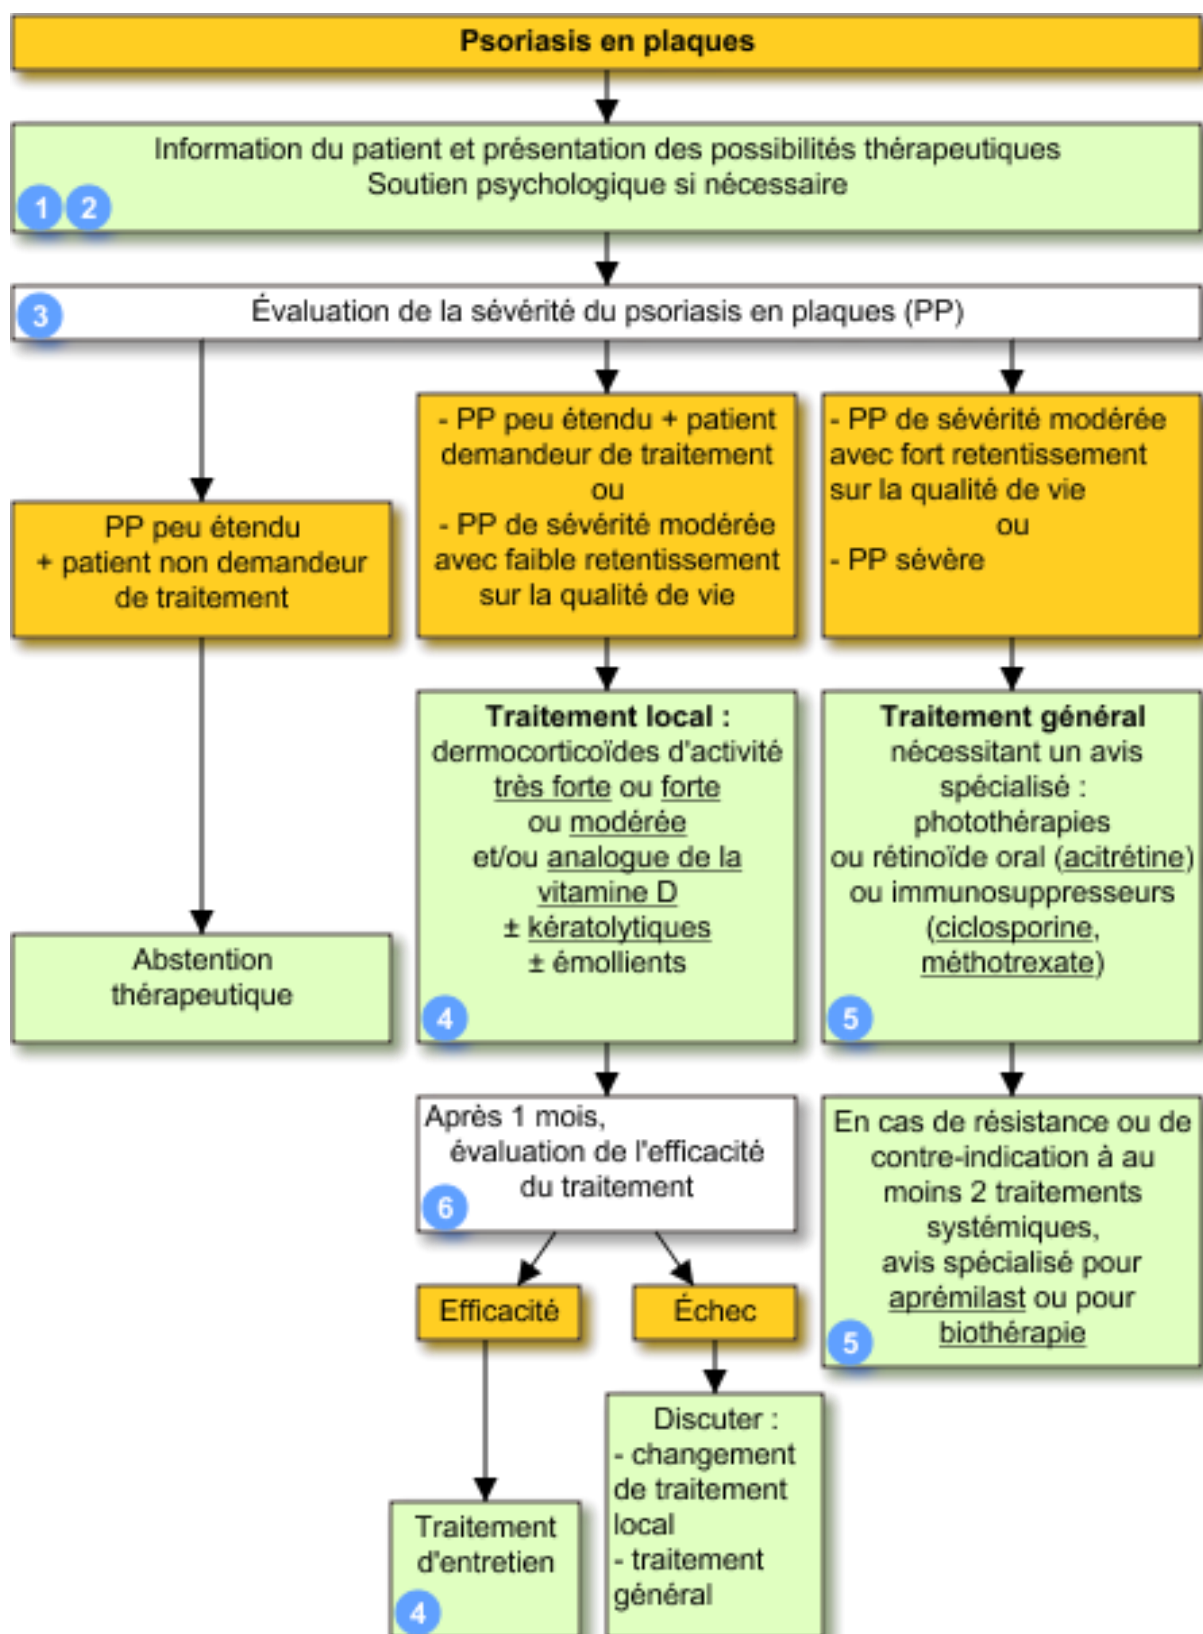 Psoriasis en plaques
Information du patient et présentation des possibilités thérapeutiques
Soutien psychologique si nécessaire
1 2
3
Évaluation de la sévérité du psoriasis en plaques (PP)
PP peu étendu
+ patient non demandeur
de traitement
- PP peu étendu + patient
demandeur de traitement
ou
- PP de sévérité modérée
avec faible retentissement
sur la qualité de vie
- PP de sévérité modérée
avec fort retentissement
sur la qualité de vie
ou
- PP sévère
Abstention
thérapeutique
Traitement local :
dermocorticoïdes d'activité
très forte ou forte
ou modérée
et/ou analogue de la
vitamine D
± kératolytiques
± émollients
4
Traitement général
nécessitant un avis
spécialisé :
photothérapies
ou rétinoïde oral (acitrétine)
ou immunosuppresseurs
(ciclosporine,
méthotrexate)
5
Après 1 mois,
évaluation de l'efficacité
du traitement
6
En cas de résistance ou de
contre-indication à au
moins 2 traitements
systémiques,
avis spécialisé pour
aprémilast ou pour
biothérapie
5
Efficacité
Échec
Traitement
d'entretien
4
Discuter :
- changement
de traitement
local
- traitement
général